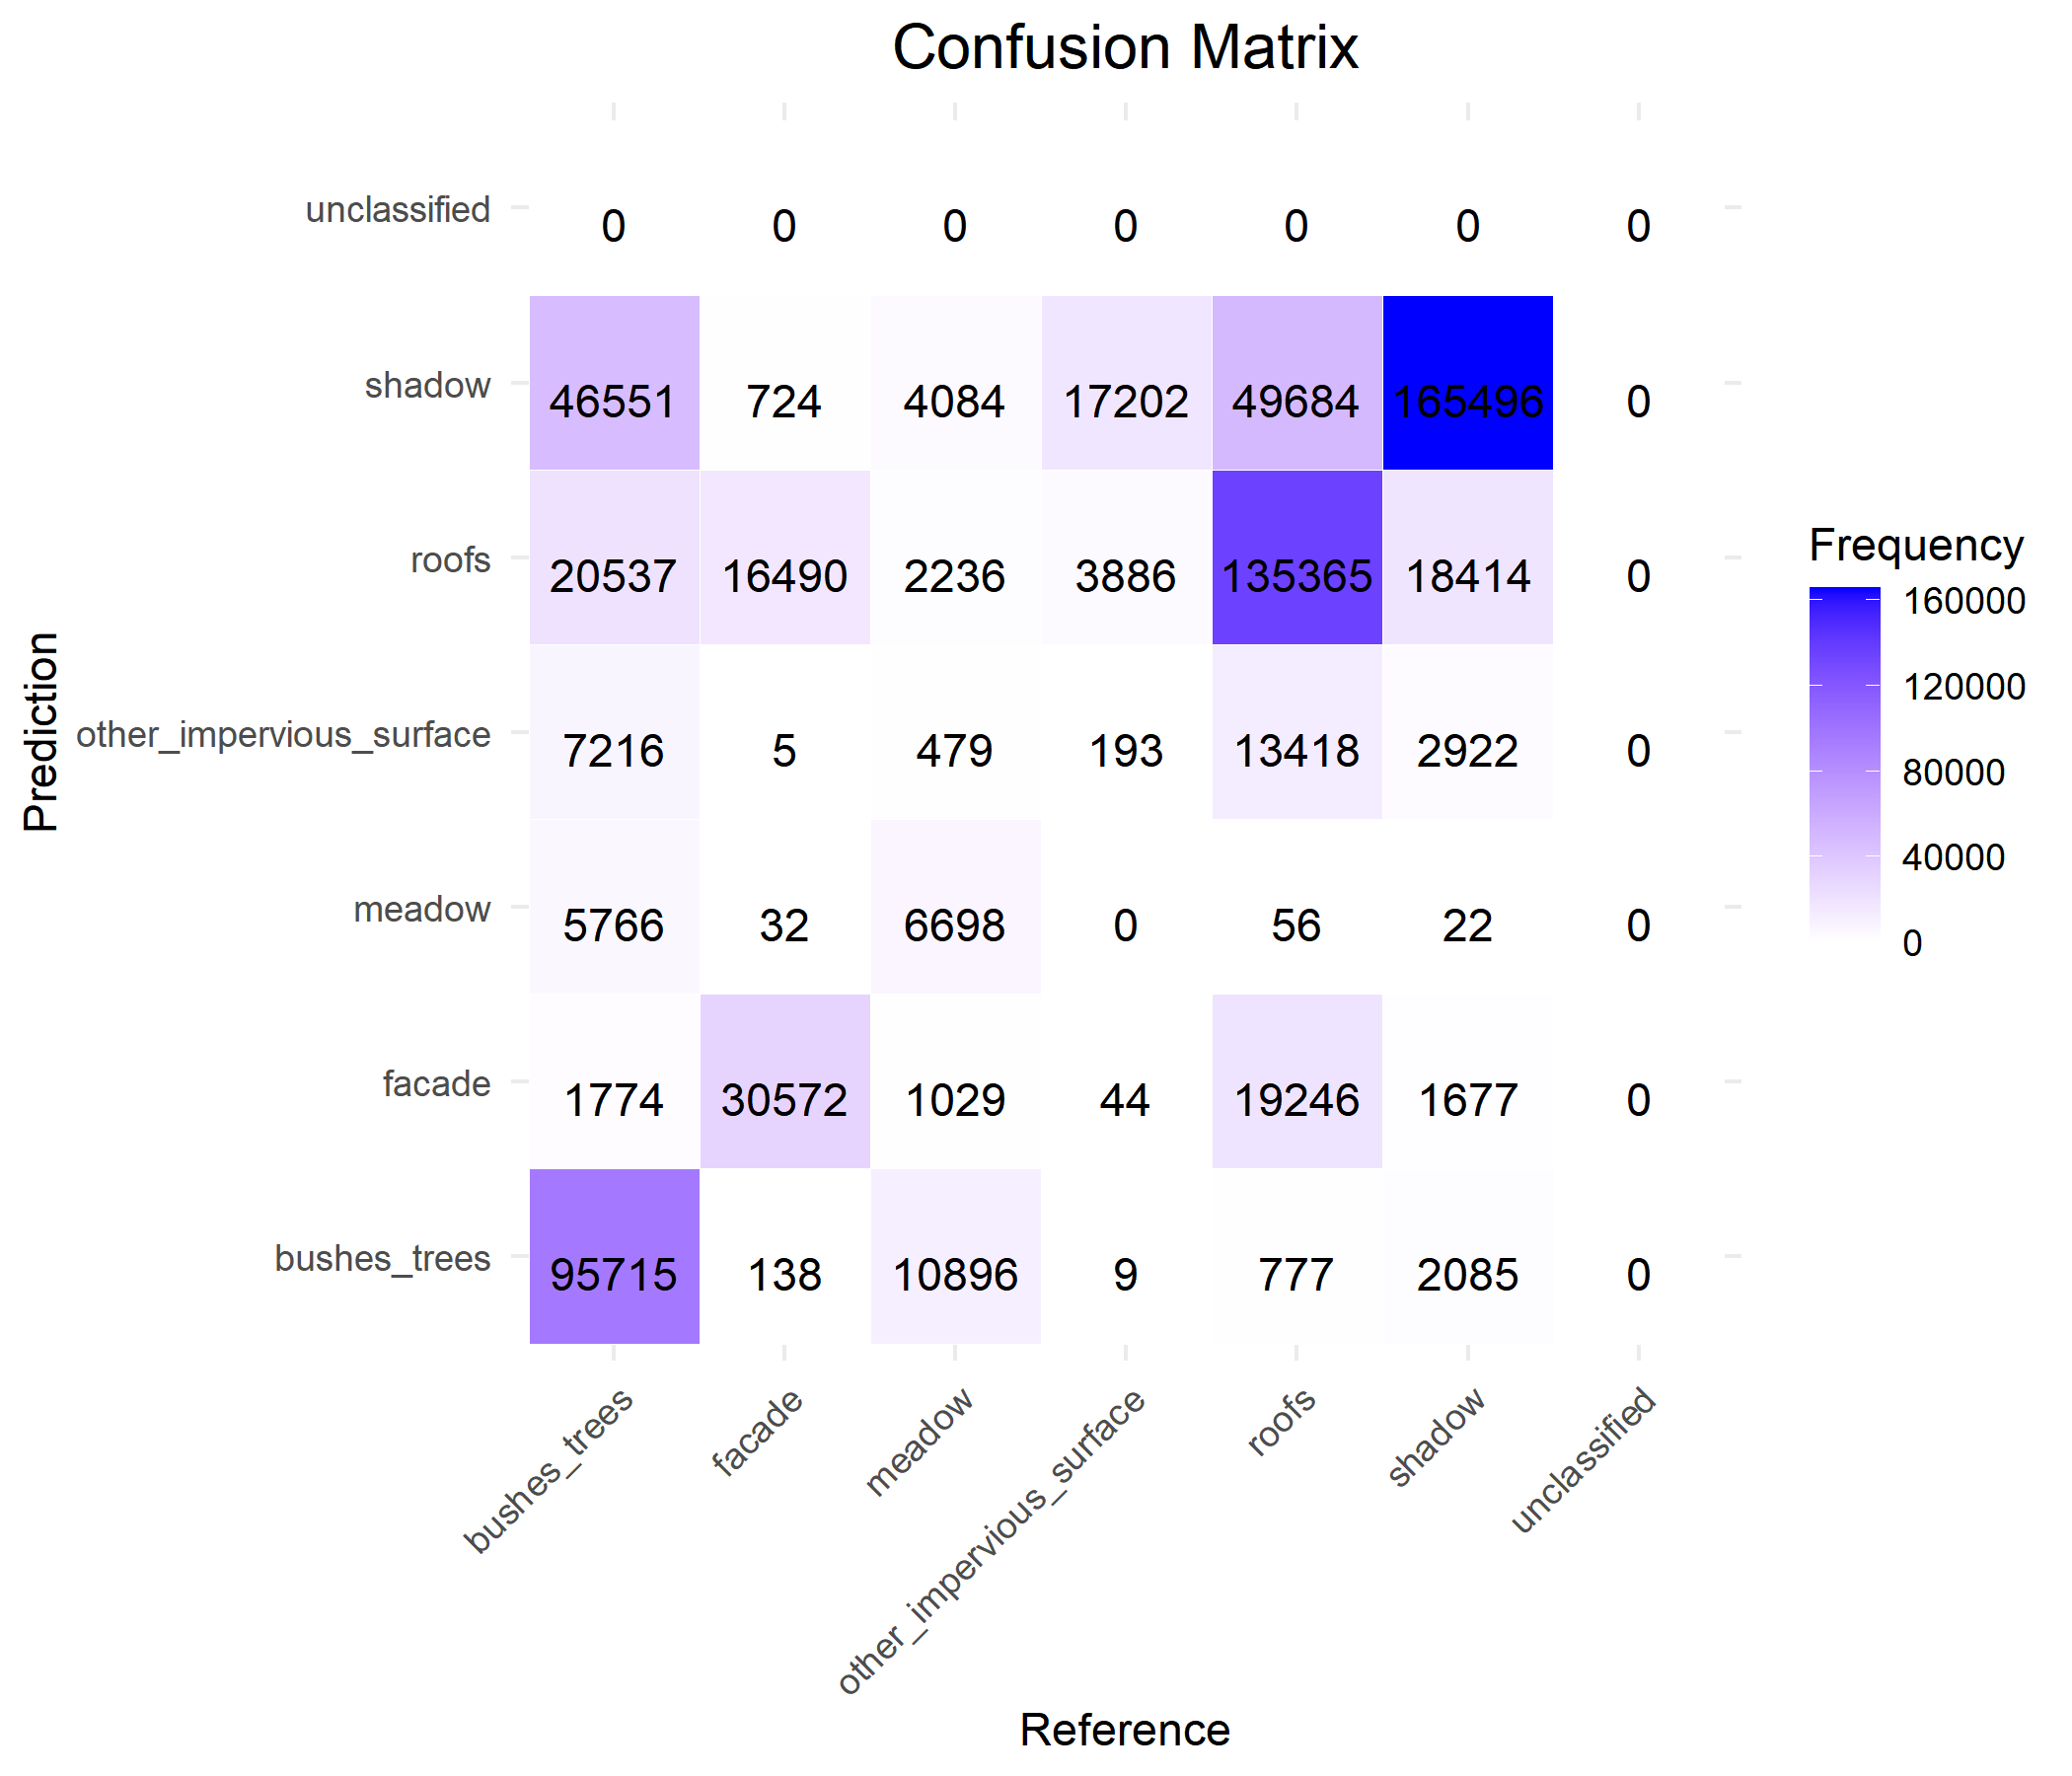 Confusion Matrix
unclassified 0 0 0 0 0 0 0
shadow 46551 724 4084 17202 49684 165496 0
roofs 20537 16490 2236 3886 135365 18414 0
other_impervious_surface 7216 5 479 193 13418 2922 0
meadow 5766 32 6698 0 56 22 0
facade 1774 30572 1029 44 19246 1677 0
bushes_trees 95715 138 10896 9 777 2085 0
Prediction
bushes_trees
facade
meadow
other_impervious_surface
roofs
shadow
unclassified
Reference
Frequency
160000
120000
80000
40000
0